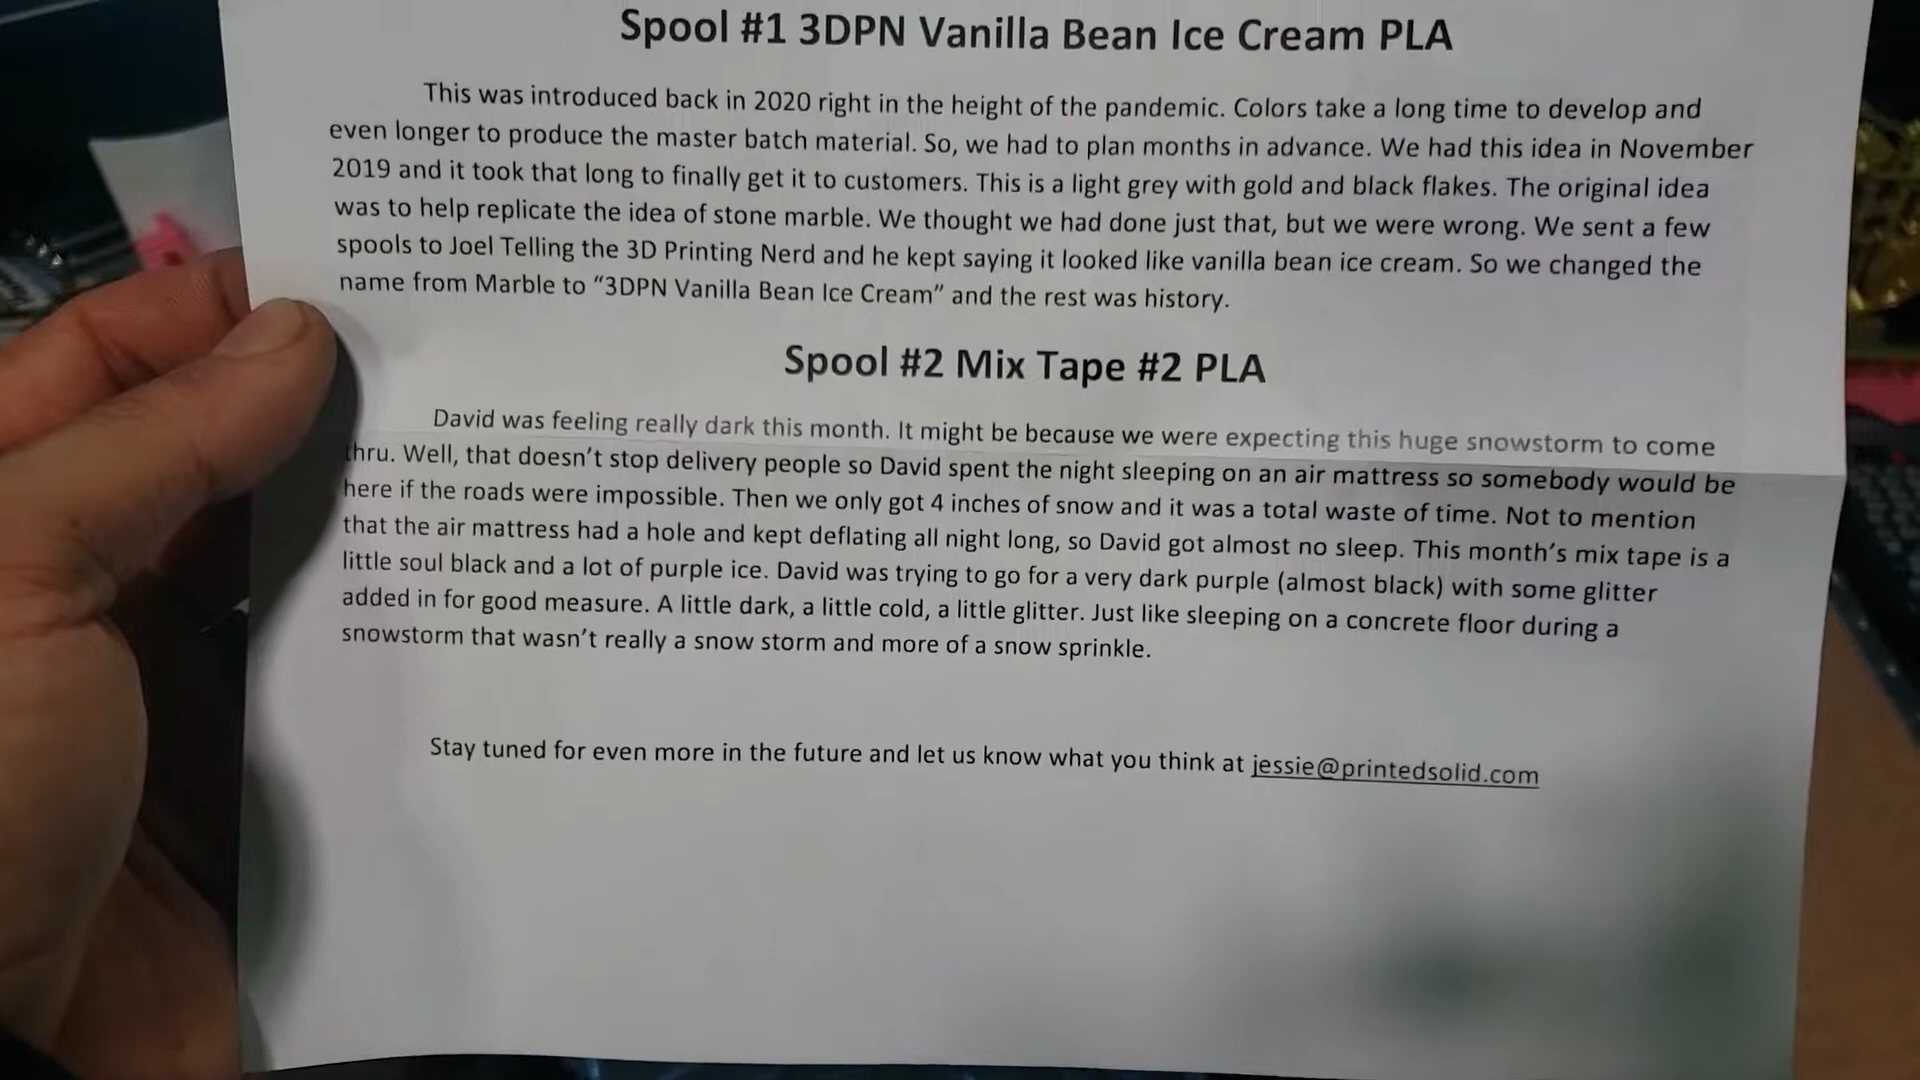 Spool #1 3DPN Vanilla Bean Ice Cream PLA
This was introduced back in 2020 right in the height of the pandemic. Colors take a long time to develop and
even longer to produce the master batch material. So, we had to plan months in advance. We had this idea in November
2019 and it took that long to finally get it to customers. This is a light grey with gold and black flakes. The original idea
was to help replicate the idea of stone marble. We thought we had done just that, but we were wrong. We sent a few
spools to Joel Telling the 3D Printing Nerd and he kept saying it looked like vanilla bean ice cream. So we changed the
name from Marble to “3DPN Vanilla Bean Ice Cream” and the rest was history.
Spool #2 Mix Tape #2 PLA
David was feeling really dark this month. It might be because we were expecting this huge snowstorm to come
thru. Well, that doesn’t stop delivery people so David spent the night sleeping on an air mattress so somebody would be
here if the roads were impossible. Then we only got 4 inches of snow and it was a total waste of time. Not to mention
that the air mattress had a hole and kept deflating all night long, so David got almost no sleep. This month’s mix tape is a
little soul black and a lot of purple ice. David was trying to go for a very dark purple (almost black) with some glitter
added in for good measure. A little dark, a little cold, a little glitter. Just like sleeping on a concrete floor during a
snowstorm that wasn’t really a snow storm and more of a snow sprinkle.
Stay tuned for even more in the future and let us know what you think at jessie@printedsolid.com